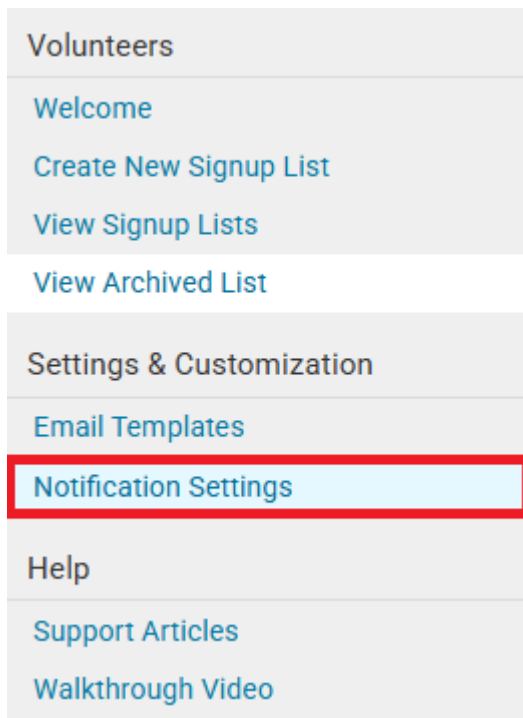 Volunteers
Welcome
Create New Signup List
View Signup Lists
View Archived List
Settings & Customization
Email Templates
Notification Settings
Help
Support Articles
Walkthrough Video